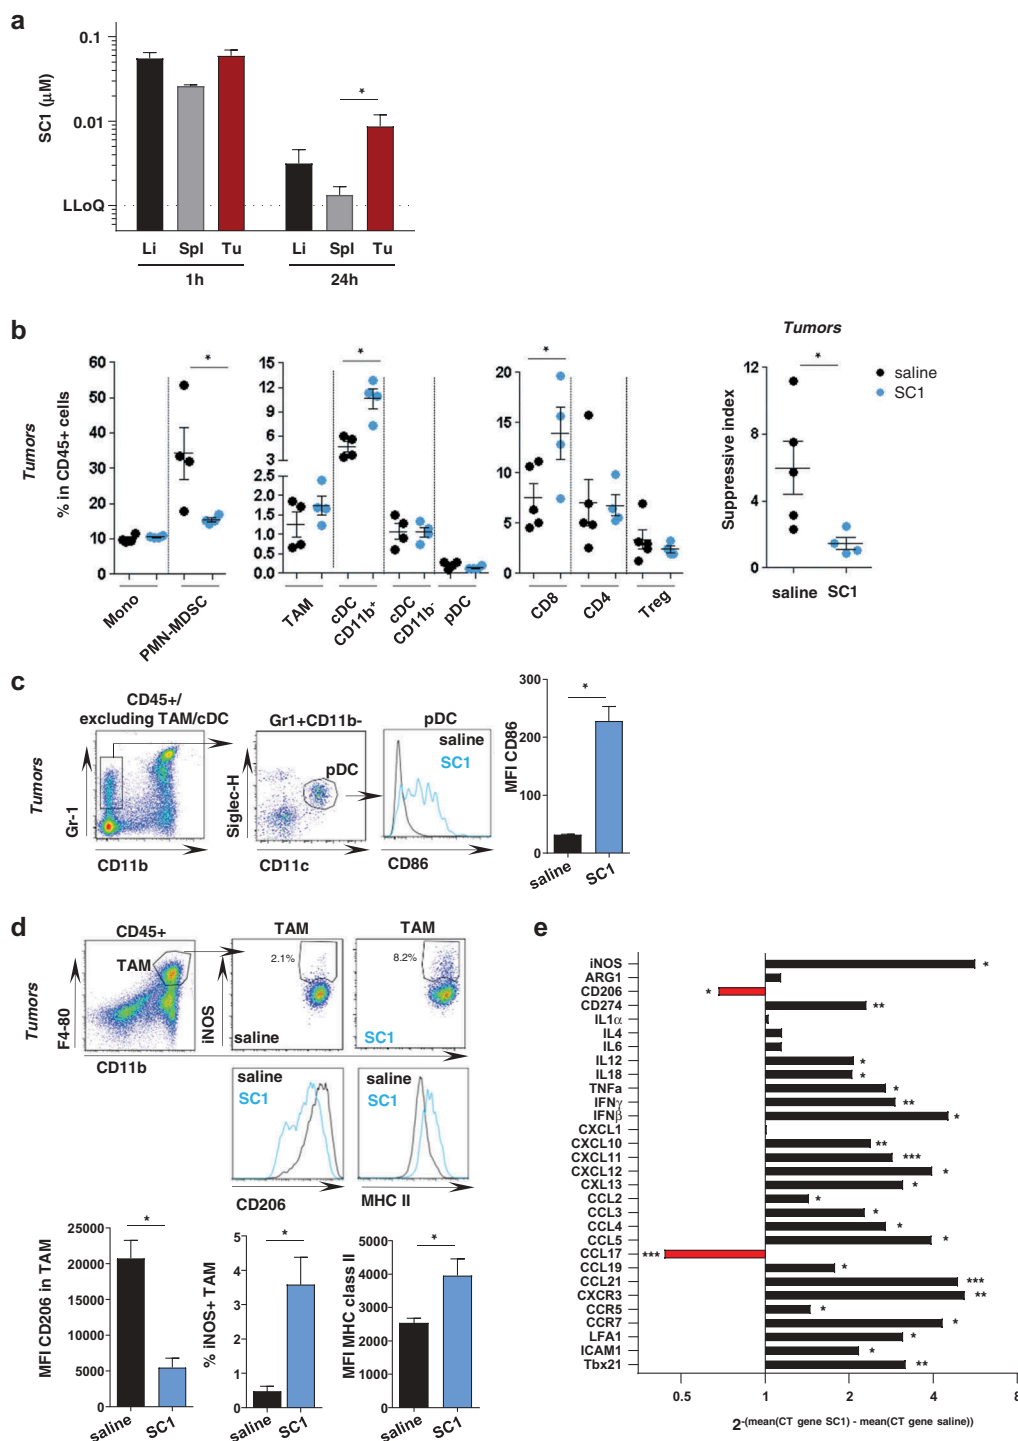 a
SC1 (µM)
0.1
0.01
LLoQ
*
Li Spl Tu Li Spl Tu
1h 24h
b
Tumors
% in CD45+ cells
60
50
40
30
20
10
0
*
Mono
PMN-MDSC
15
12
9
6
3
2.5
2.0
1.5
1.0
0.5
0.0
*
TAM
cDC
CD11b+
cDC
CD11b-
pDC
20
15
10
5
0
*
CD8
CD4
Treg
Tumors
Suppressive index
12
10
8
6
4
2
0
*
saline SC1
saline
SC1
c
Tumors
CD45+/
excluding TAM/cDC
Gr-1
CD11b
Gr1+CD11b-
pDC
Siglec-H
CD11c
pDC
saline
SC1
CD86
MFI CD86
300
200
100
0
*
saline
SC1
d
Tumors
CD45+
TAM
F4-80
CD11b
TAM
2.1%
saline
iNOS
TAM
8.2%
SC1
saline
SC1
CD206
saline
SC1
MHC II
MFI CD206 in TAM
25000
20000
15000
10000
5000
0
*
saline
SC1
% iNOS+ TAM
5
4
3
2
1
0
*
saline
SC1
MFI MHC class II
5000
4000
3000
2000
1000
0
*
saline
SC1
e
iNOS *
ARG1
CD206 *
CD274 **
IL1α
IL4
IL6
IL12 *
IL18 *
TNFa *
IFNγ **
IFNβ *
CXCL1
CXCL10 **
CXCL11 ***
CXCL12 *
CXL13 *
CCL2 *
CCL3 *
CCL4 *
CCL5 *
CCL17 ***
CCL19 *
CCL21 ***
CXCR3 **
CCR5 *
CCR7 *
LFA1 *
ICAM1 *
Tbx21 **
0.5 1 2 4 8
2-(mean(CT gene SC1) - mean(CT gene saline))